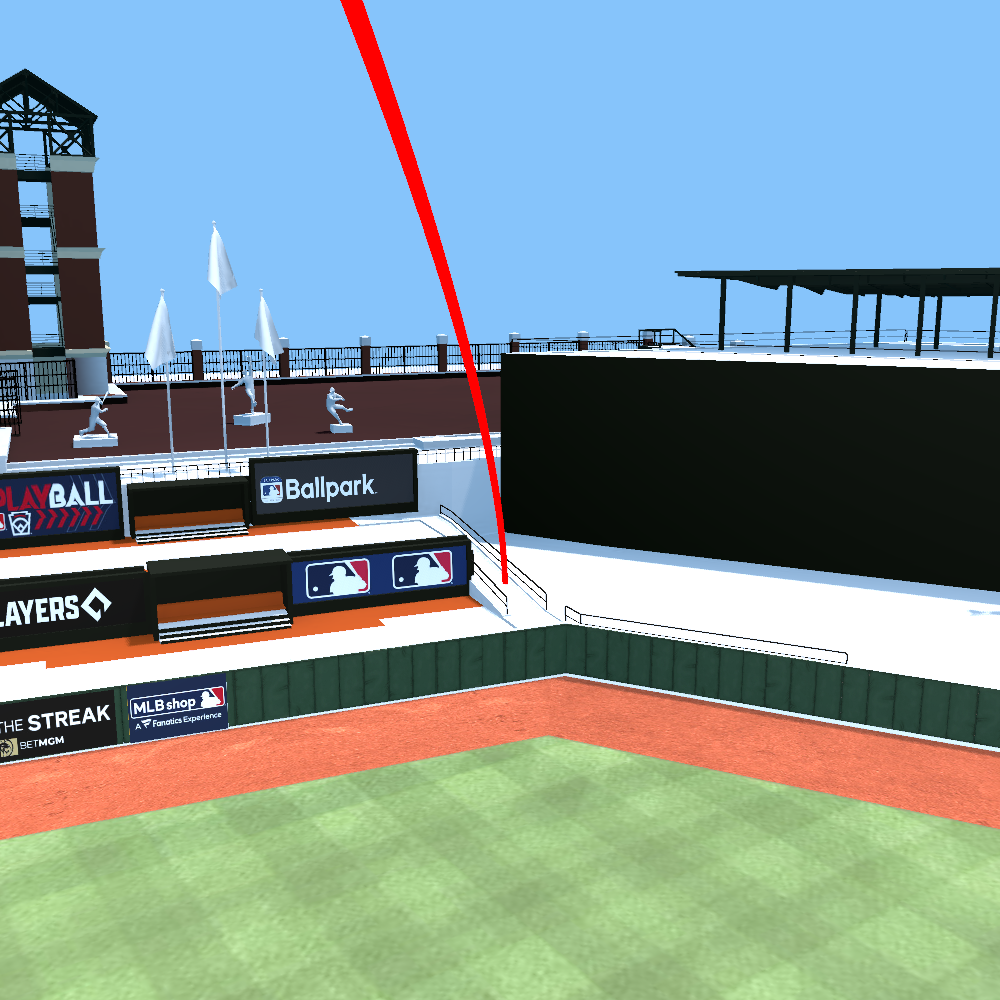 PLAYBALL
Ballpark
LAYERS
THE STREAK
BETMGM
MLB shop
A Fanatics Experience